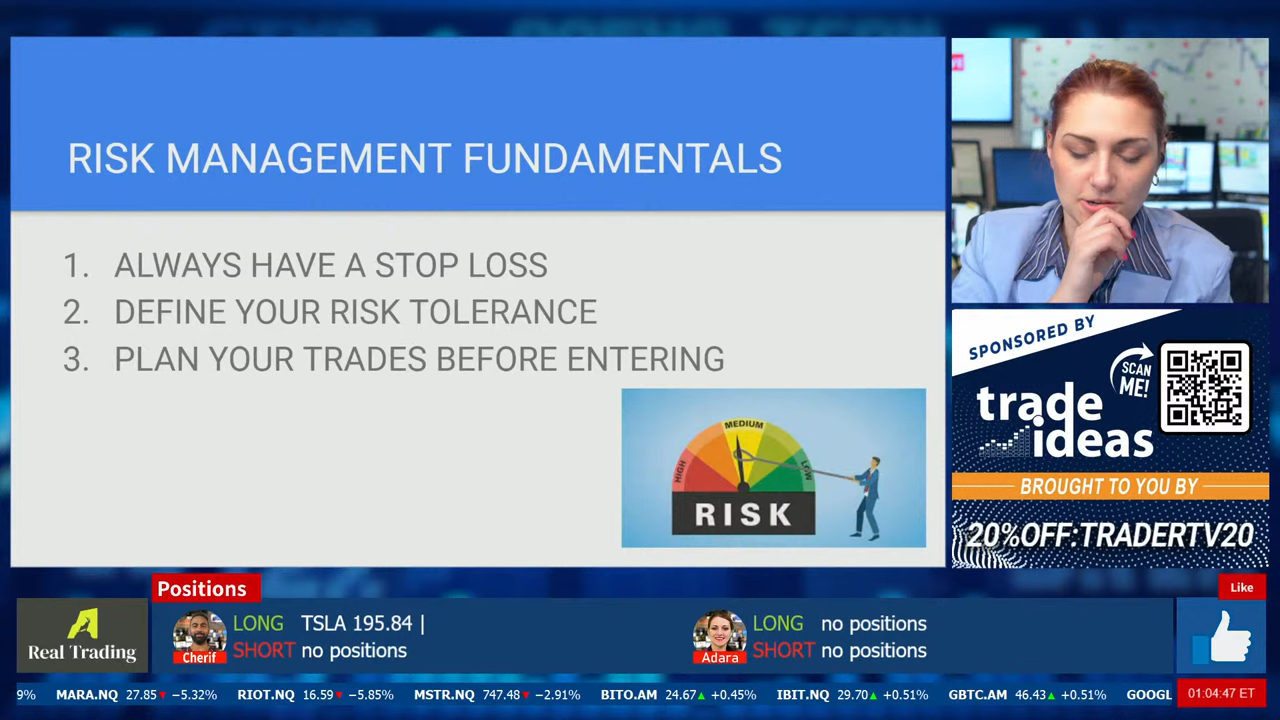 RISK MANAGEMENT FUNDAMENTALS
1. ALWAYS HAVE A STOP LOSS
2. DEFINE YOUR RISK TOLERANCE
3. PLAN YOUR TRADES BEFORE ENTERING
HIGH
MEDIUM
LOW
RISK
SPONSORED BY
SCAN
ME!
trade
ideas
BROUGHT TO YOU BY
20%OFF:TRADERTV20
Positions
Like
Real Trading
Cherif
LONG TSLA 195.84 |
SHORT no positions
Adara
LONG no positions
SHORT no positions
9% MARA.NQ 27.85▼ −5.32% RIOT.NQ 16.59▼ −5.85% MSTR.NQ 747.48▼ −2.91% BITO.AM 24.67▲ +0.45% IBIT.NQ 29.70▲ +0.51% GBTC.AM 46.43▲ +0.51% GOOGL
01:04:47 ET